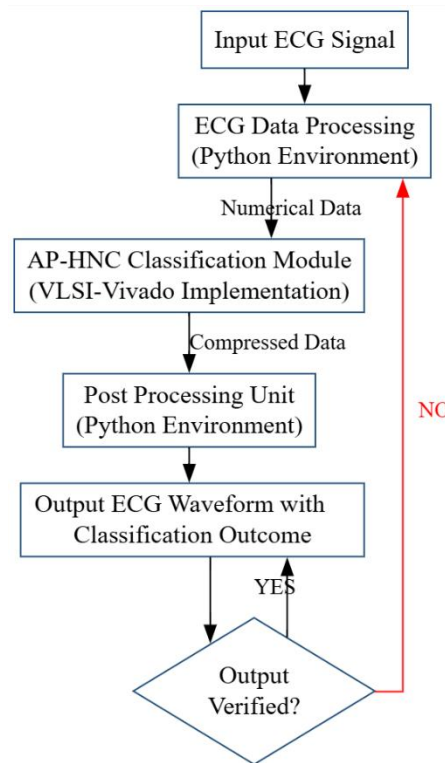 Input ECG Signal
ECG Data Processing
(Python Environment)
Numerical Data
AP-HNC Classification Module
(VLSI-Vivado Implementation)
Compressed Data
Post Processing Unit
(Python Environment)
NO
Output ECG Waveform with
Classification Outcome
YES
Output
Verified?